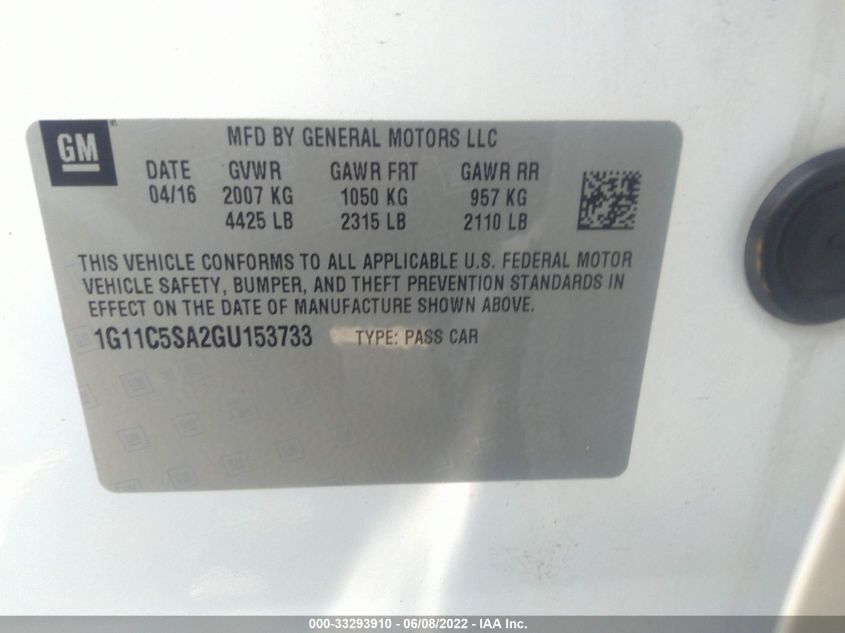 GM
MFD BY GENERAL MOTORS LLC
DATE GVWR GAWR FRT GAWR RR
04/16 2007 KG 1050 KG 957 KG
4425 LB 2315 LB 2110 LB
THIS VEHICLE CONFORMS TO ALL APPLICABLE U.S. FEDERAL MOTOR
VEHICLE SAFETY, BUMPER, AND THEFT PREVENTION STANDARDS IN
EFFECT ON THE DATE OF MANUFACTURE SHOWN ABOVE.
1G11C5SA2GU153733 TYPE: PASS CAR
000-33293910 - 06/08/2022 - IAA Inc.